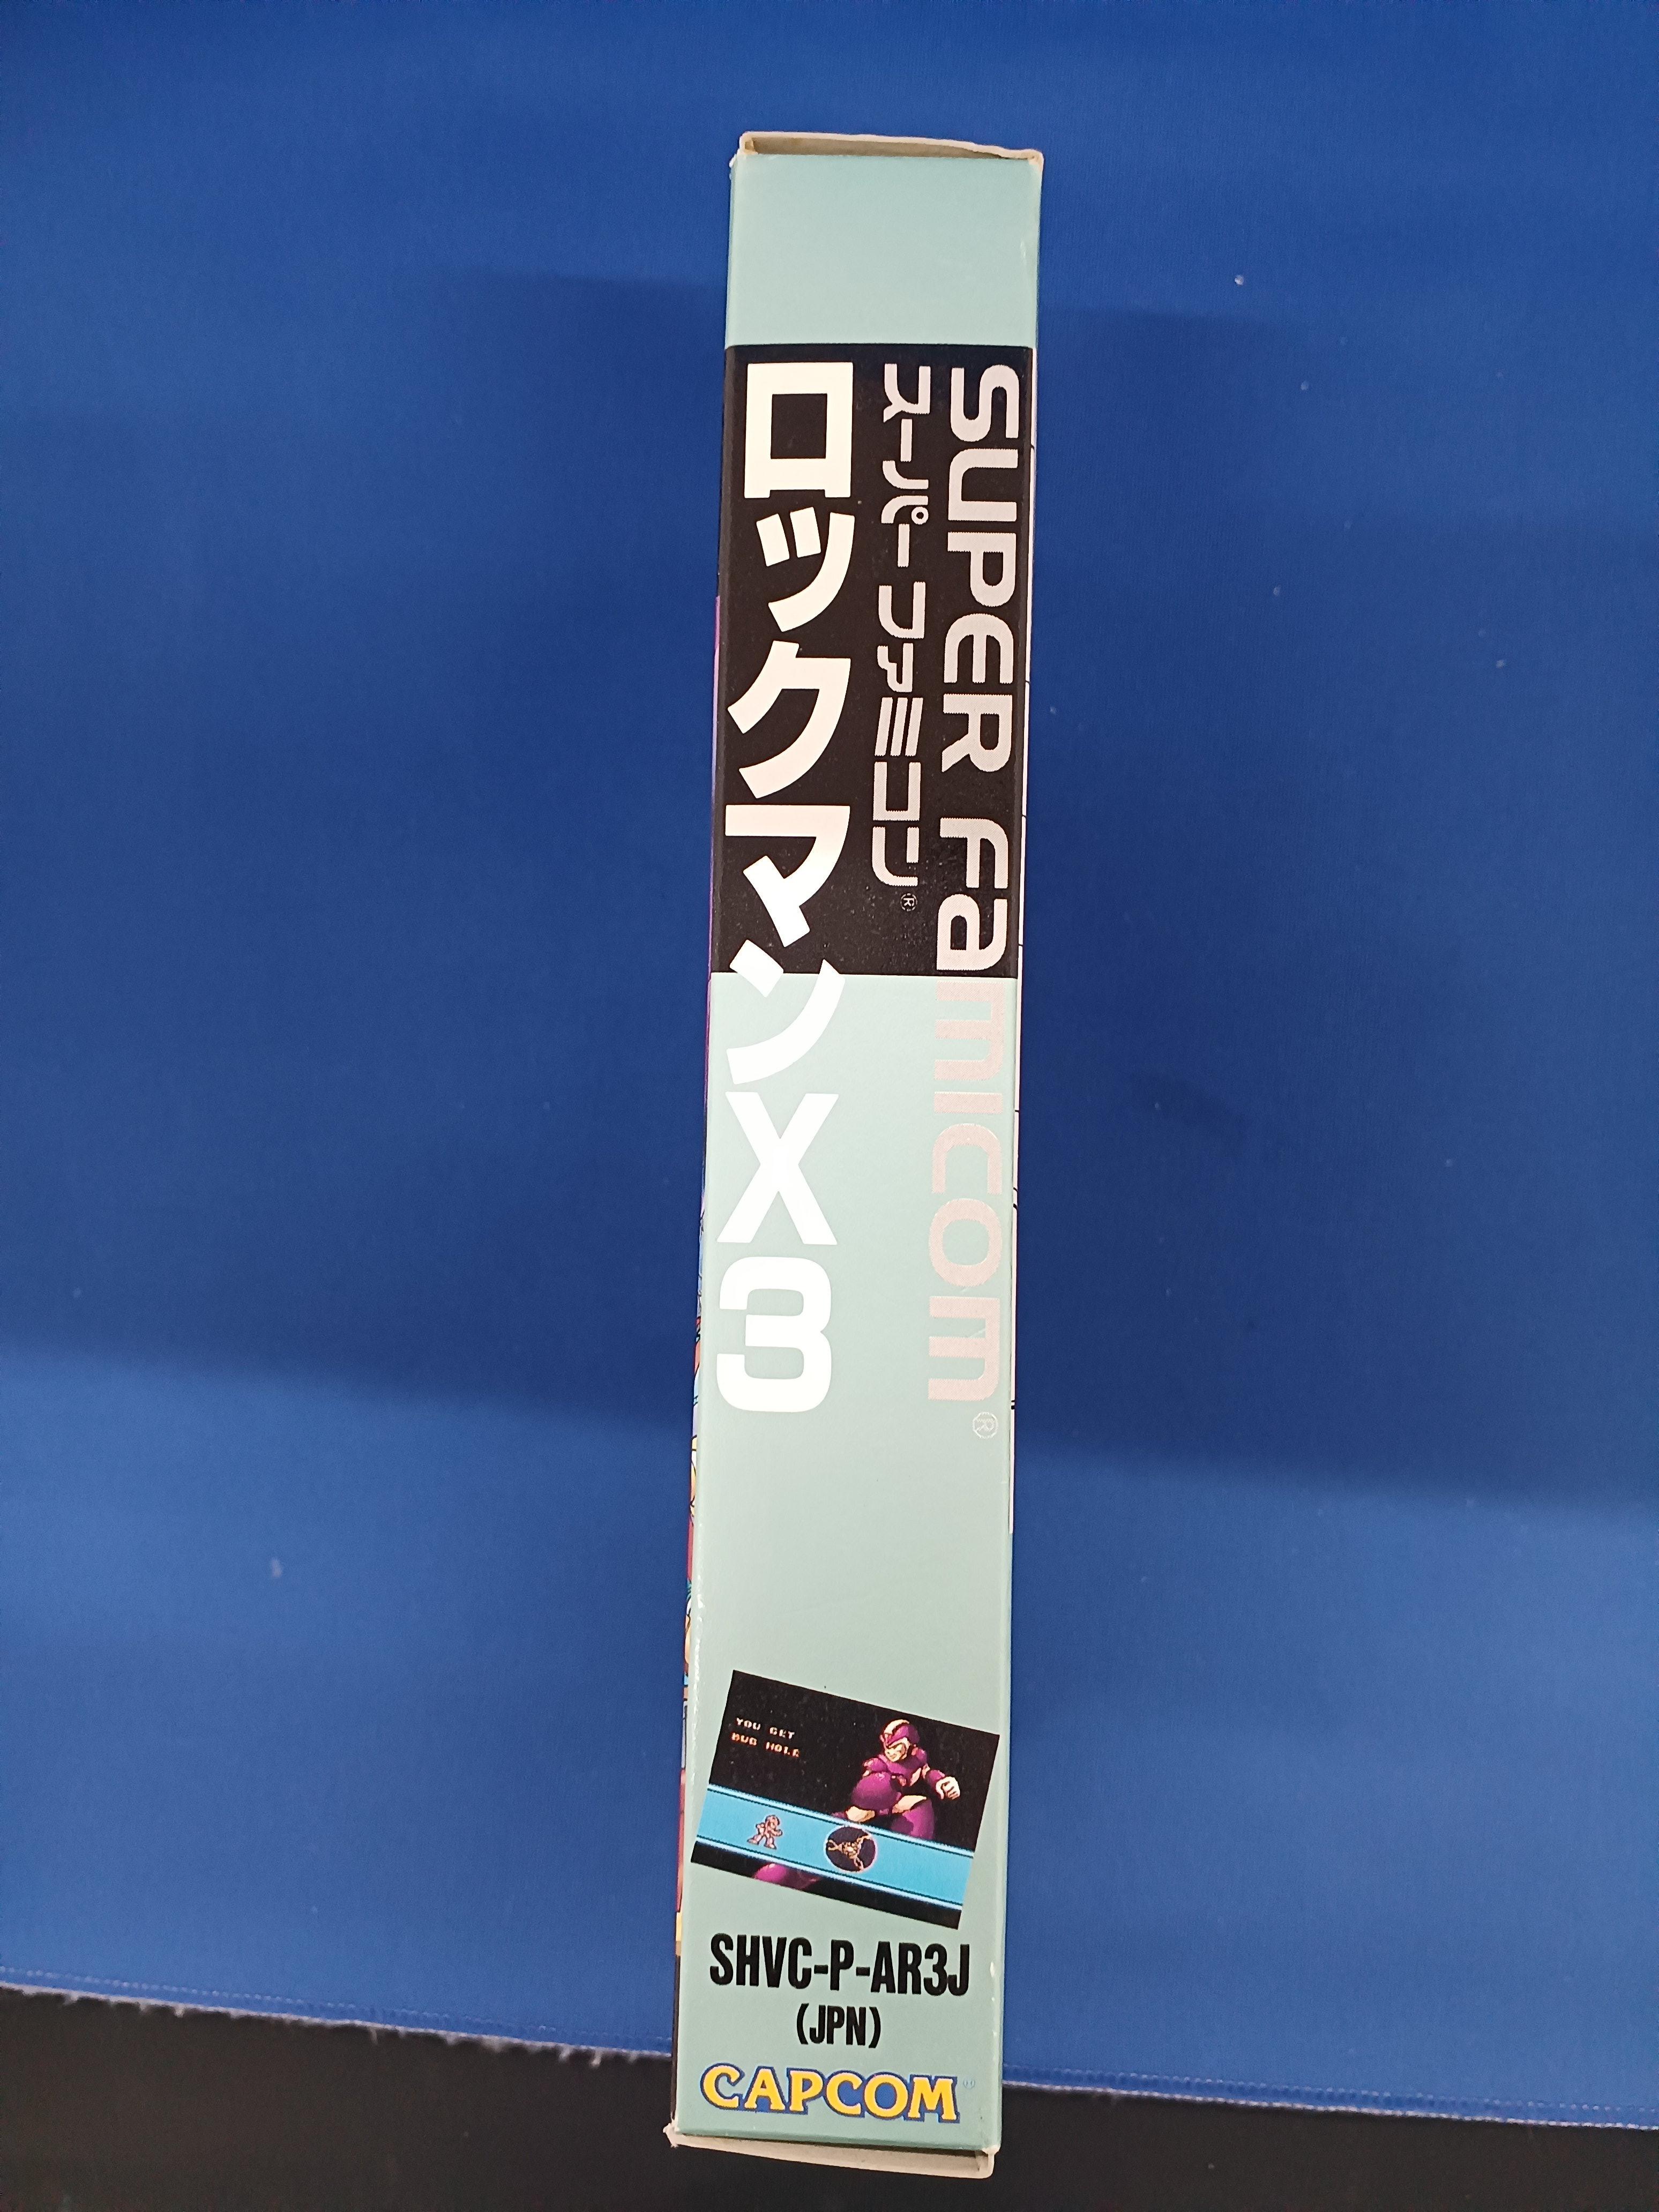 SUPER Famicom®
スーパーファミコン®
ロックマンX3
YOU GET
BUG HOLE
SHVC-P-AR3J
(JPN)
CAPCOM